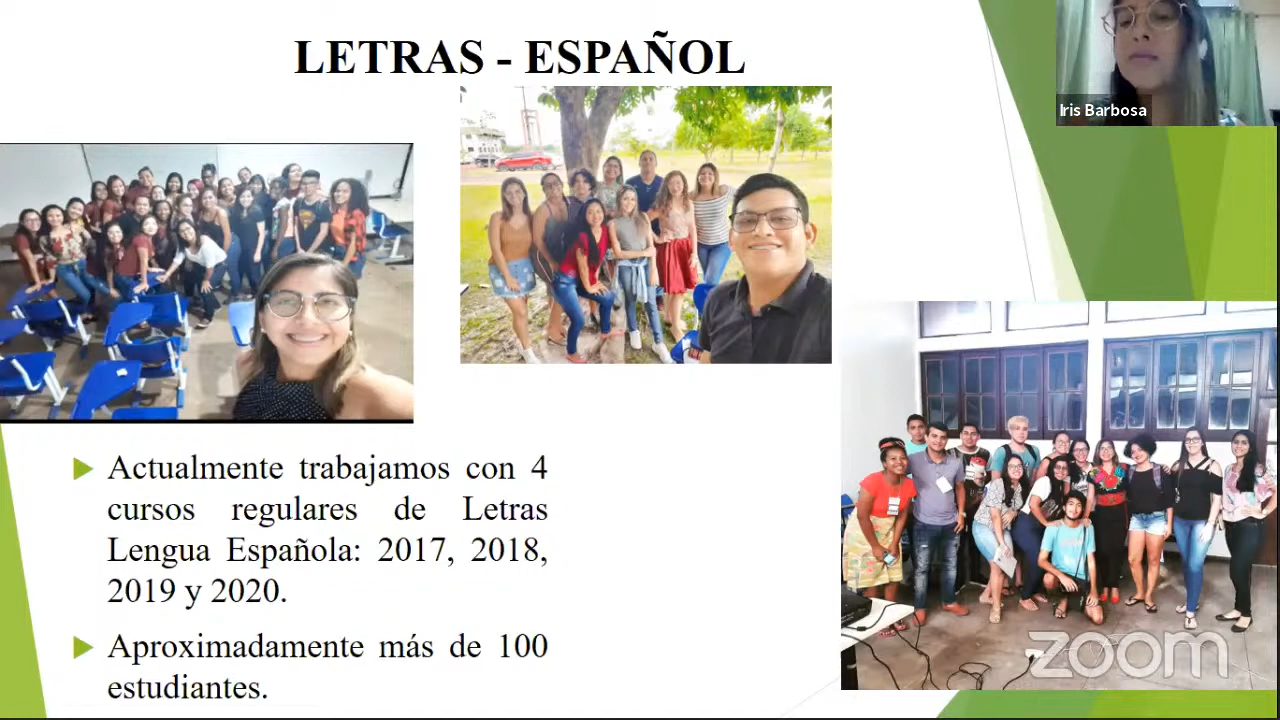 LETRAS - ESPAÑOL
Iris Barbosa
Actualmente trabajamos con 4
cursos regulares de Letras
Lengua Española: 2017, 2018,
2019 y 2020.
Aproximadamente más de 100
estudiantes.
zoom